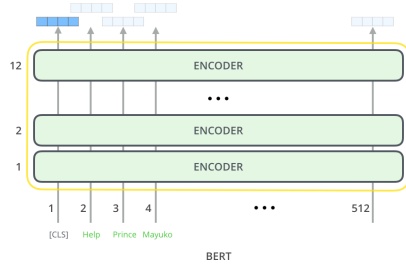 12 ENCODER
• • •
2 ENCODER
1 ENCODER
1 2 3 4 • • • 512
[CLS] Help Prince Mayuko
BERT